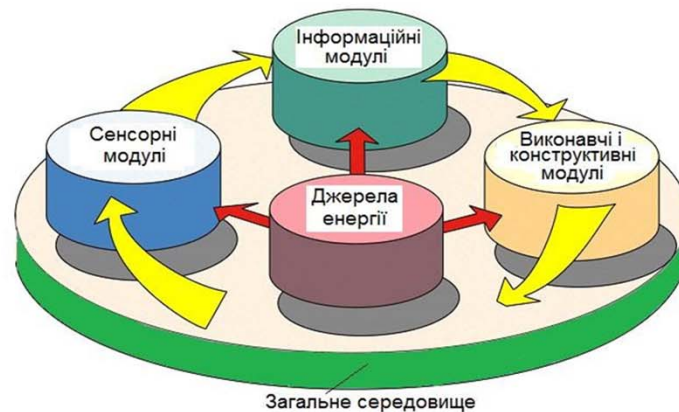 Інформаційні
модулі
Сенсорні
модулі
Виконавчі і
конструктивні
модулі
Джерела
енергії
Загальне середовище